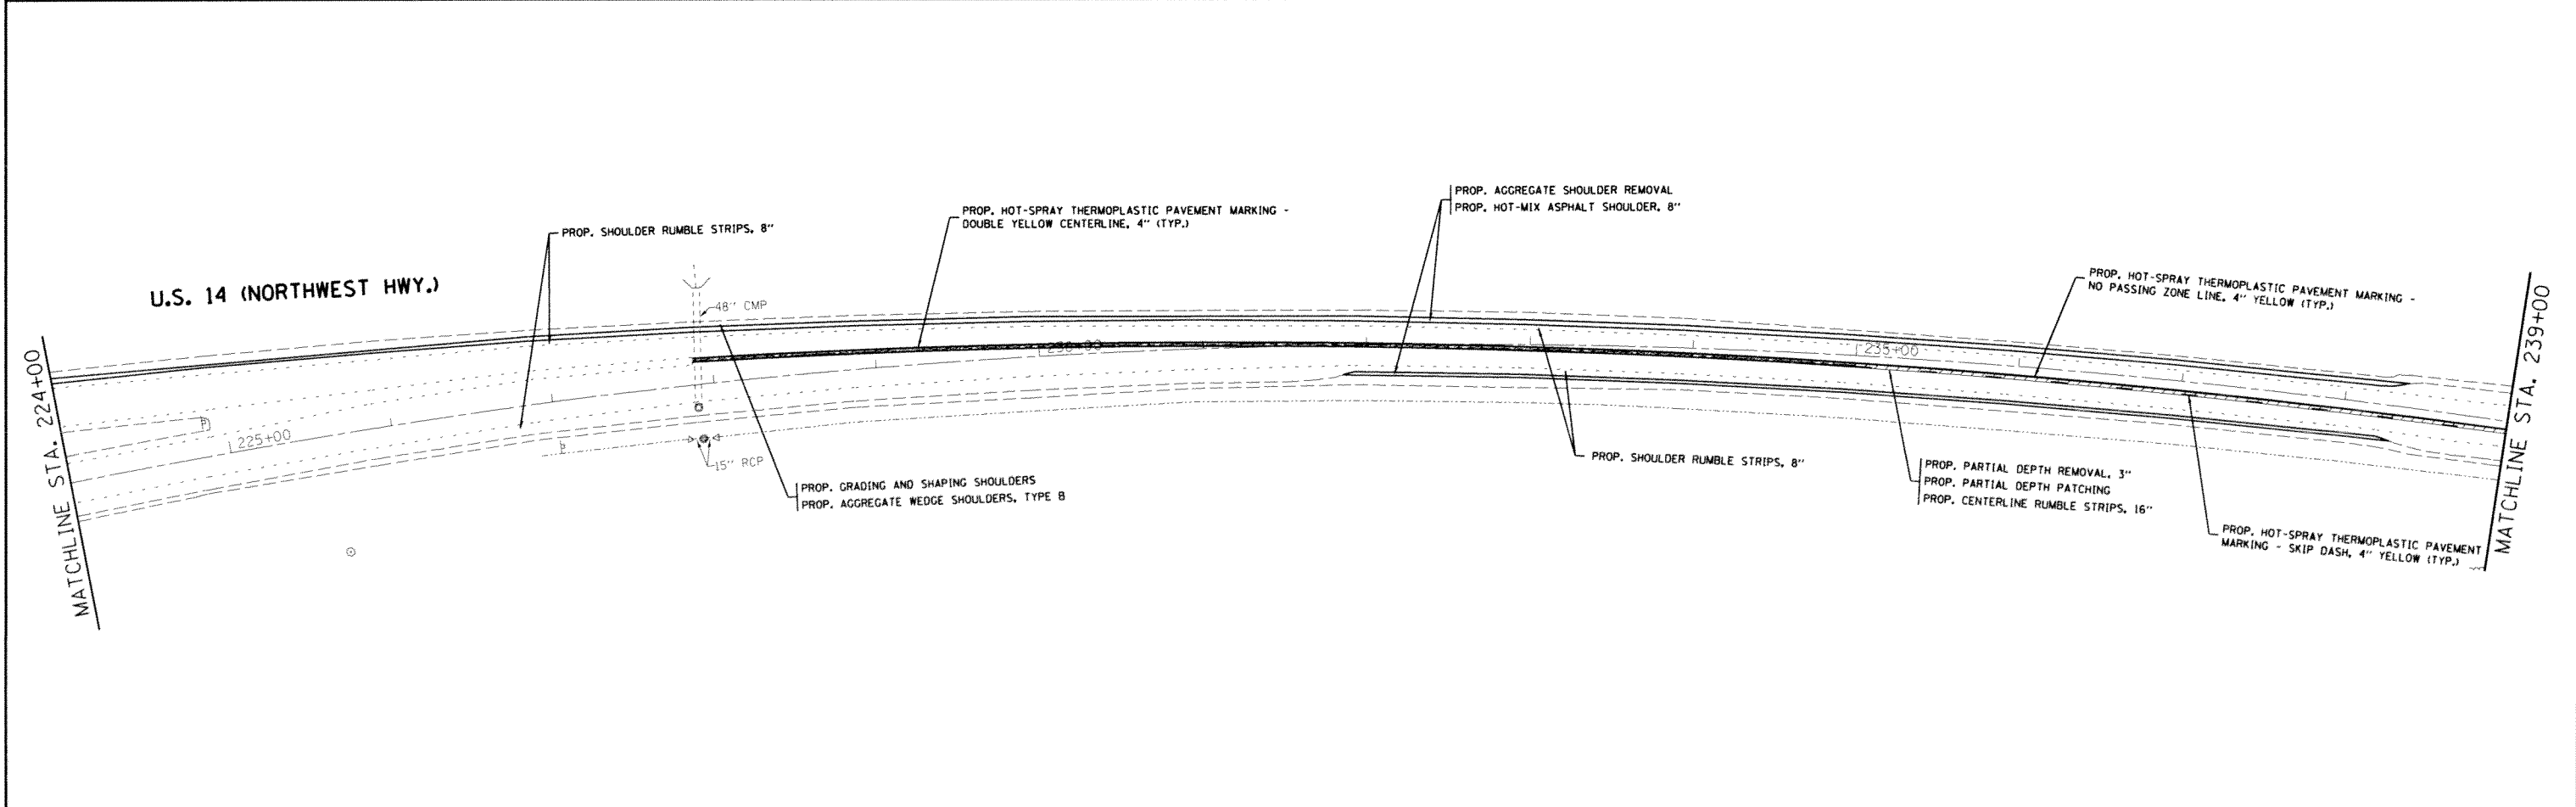 PROP. AGGREGATE SHOULDER REMOVAL
PROP. HOT-MIX ASPHALT SHOULDER, 8"
PROP. HOT-SPRAY THERMOPLASTIC PAVEMENT MARKING -
DOUBLE YELLOW CENTERLINE, 4" (TYP.)
PROP. SHOULDER RUMBLE STRIPS, 8"
U.S. 14 (NORTHWEST HWY.)
PROP. HOT-SPRAY THERMOPLASTIC PAVEMENT MARKING -
NO PASSING ZONE LINE, 4" YELLOW (TYP.)
48" CMP
MATCHLINE STA. 224+00
225+00
230+00
235+00
MATCHLINE STA. 239+00
15" RCP
PROP. GRADING AND SHAPING SHOULDERS
PROP. AGGREGATE WEDGE SHOULDERS, TYPE B
PROP. SHOULDER RUMBLE STRIPS, 8"
PROP. PARTIAL DEPTH REMOVAL, 3"
PROP. PARTIAL DEPTH PATCHING
PROP. CENTERLINE RUMBLE STRIPS, 16"
PROP. HOT-SPRAY THERMOPLASTIC PAVEMENT
MARKING - SKIP DASH, 4" YELLOW (TYP.)